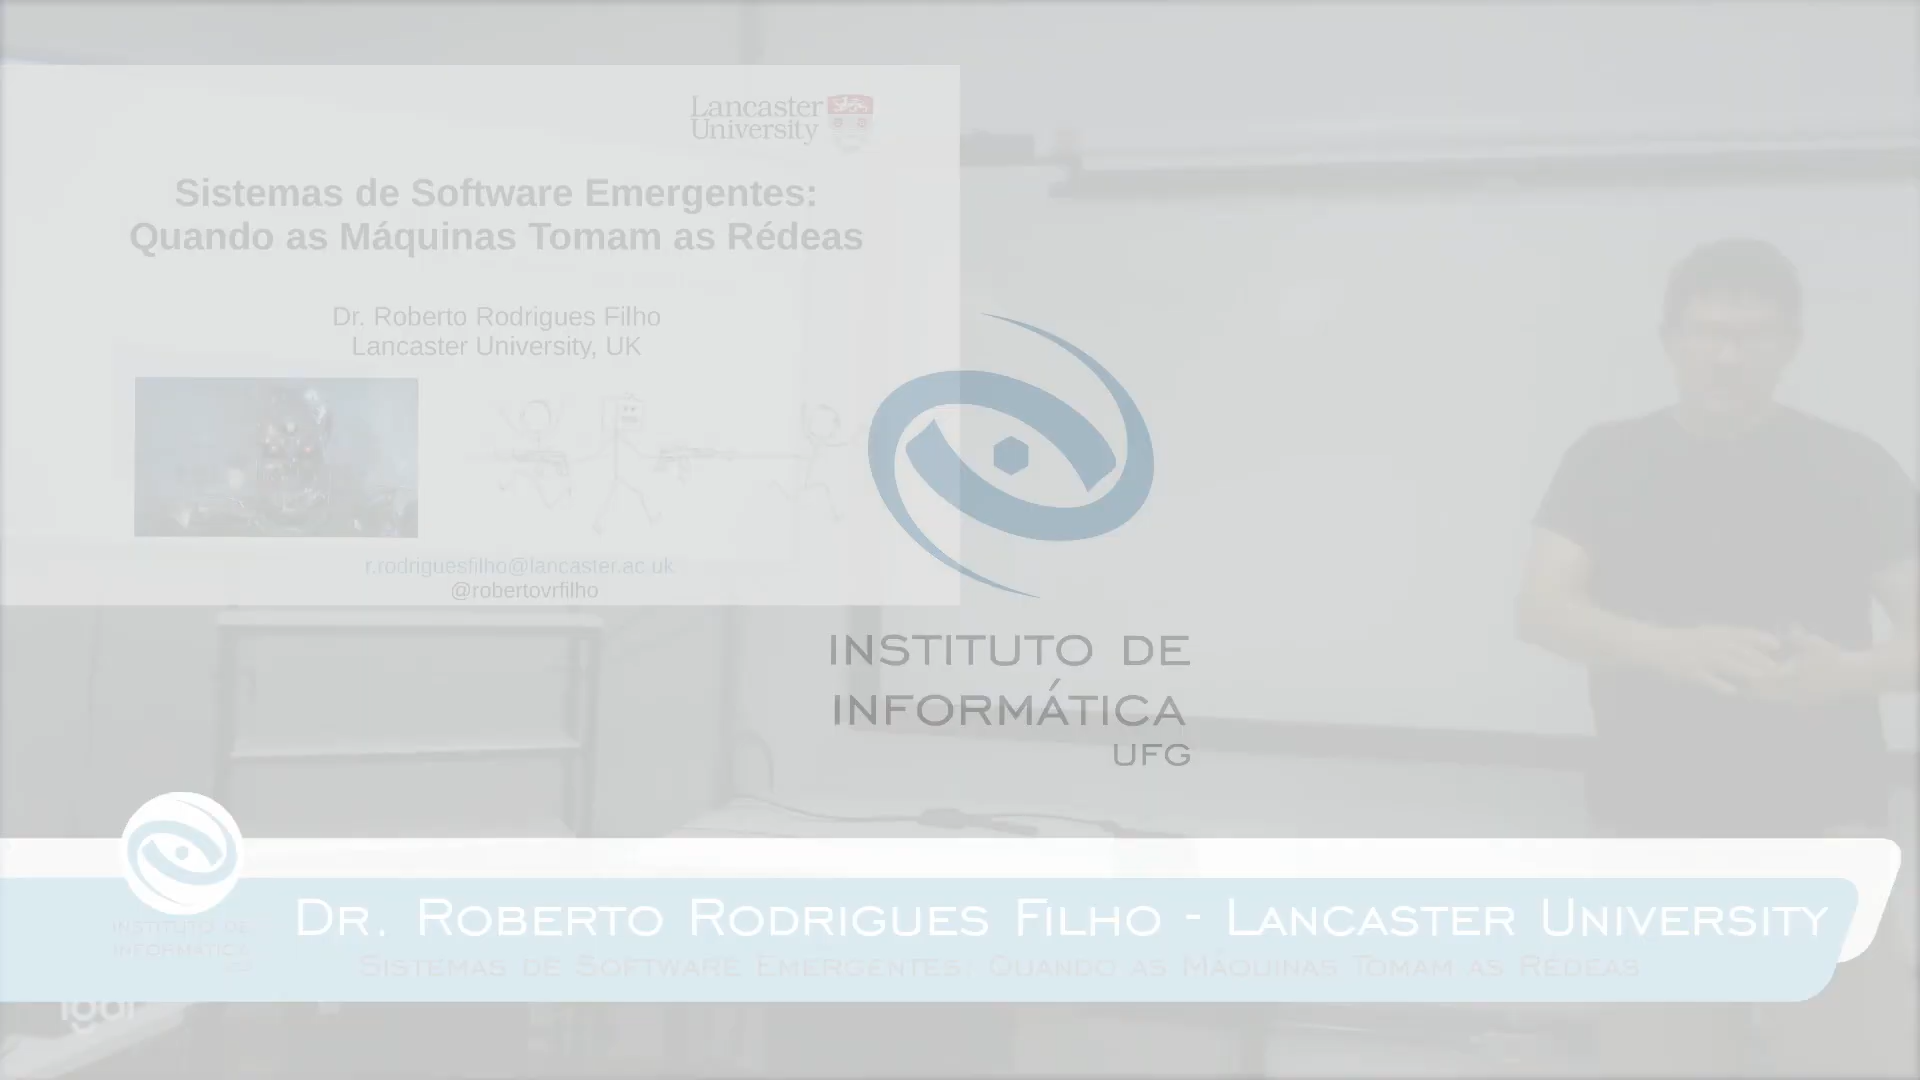 Lancaster
University
Sistemas de Software Emergentes:
Quando as Máquinas Tomam as Rédeas
Dr. Roberto Rodrigues Filho
Lancaster University, UK
r.rodriguesfilho@lancaster.ac.uk
@robertovrfilho
INSTITUTO DE
INFORMÁTICA
UFG
DR. ROBERTO RODRIGUES FILHO - LANCASTER UNIVERSITY
SISTEMAS DE SOFTWARE EMERGENTES: QUANDO AS MÁQUINAS TOMAM AS RÉDEAS
INSTITUTO DE
INFORMÁTICA
UFG